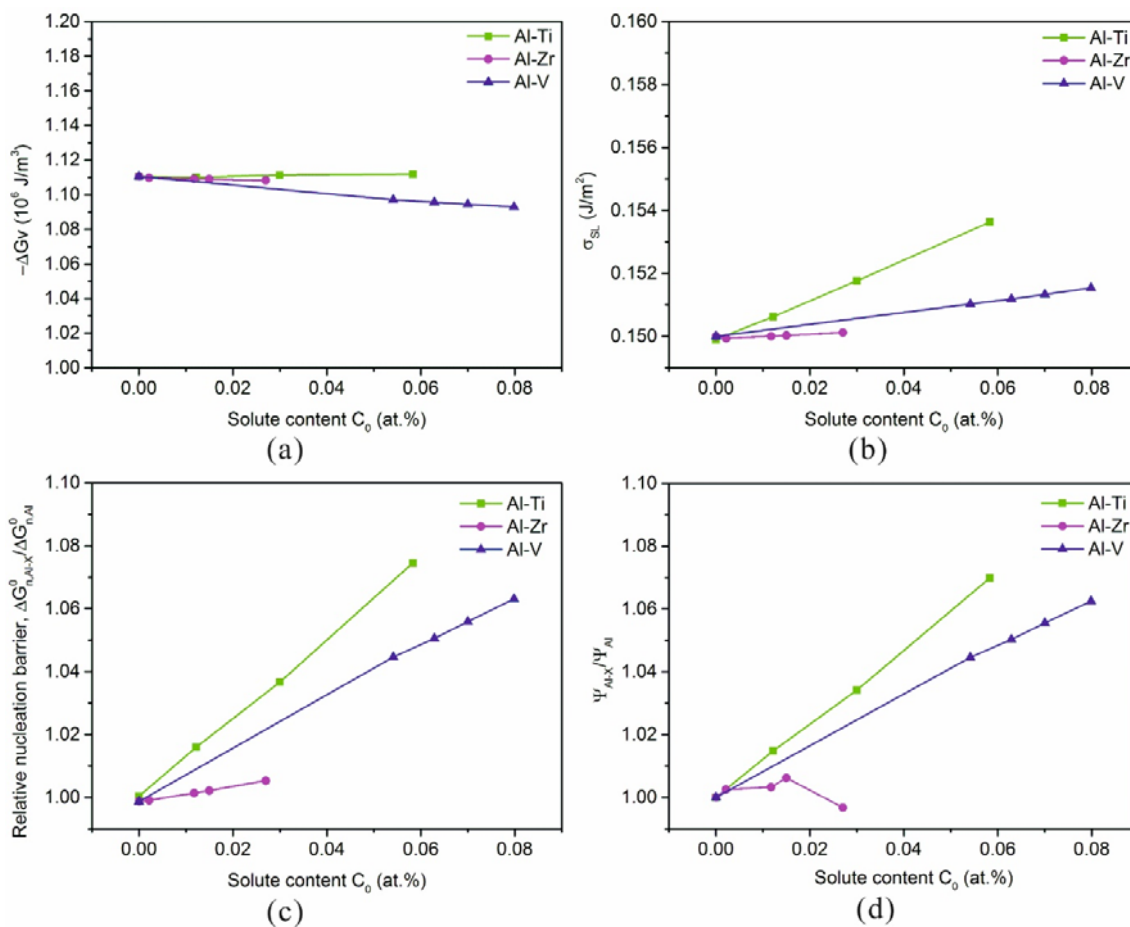 1.20
1.18
1.16
1.14
1.12
1.10
1.08
1.06
1.04
1.02
1.00
−ΔGv (10⁶ J/m³)
Al-Ti
Al-Zr
Al-V
0.00 0.02 0.04 0.06 0.08
Solute content C₀ (at.%)
(a)
0.160
0.158
0.156
0.154
0.152
0.150
σ_SL (J/m²)
Al-Ti
Al-Zr
Al-V
0.00 0.02 0.04 0.06 0.08
Solute content C₀ (at.%)
(b)
1.10
1.08
1.06
1.04
1.02
1.00
Relative nucleation barrier, ΔG⁰n,Al-X/ΔG⁰n,Al
Al-Ti
Al-Zr
Al-V
0.00 0.02 0.04 0.06 0.08
Solute content C₀ (at.%)
(c)
1.10
1.08
1.06
1.04
1.02
1.00
Ψ_Al-X/Ψ_Al
Al-Ti
Al-Zr
Al-V
0.00 0.02 0.04 0.06 0.08
Solute content C₀ (at.%)
(d)